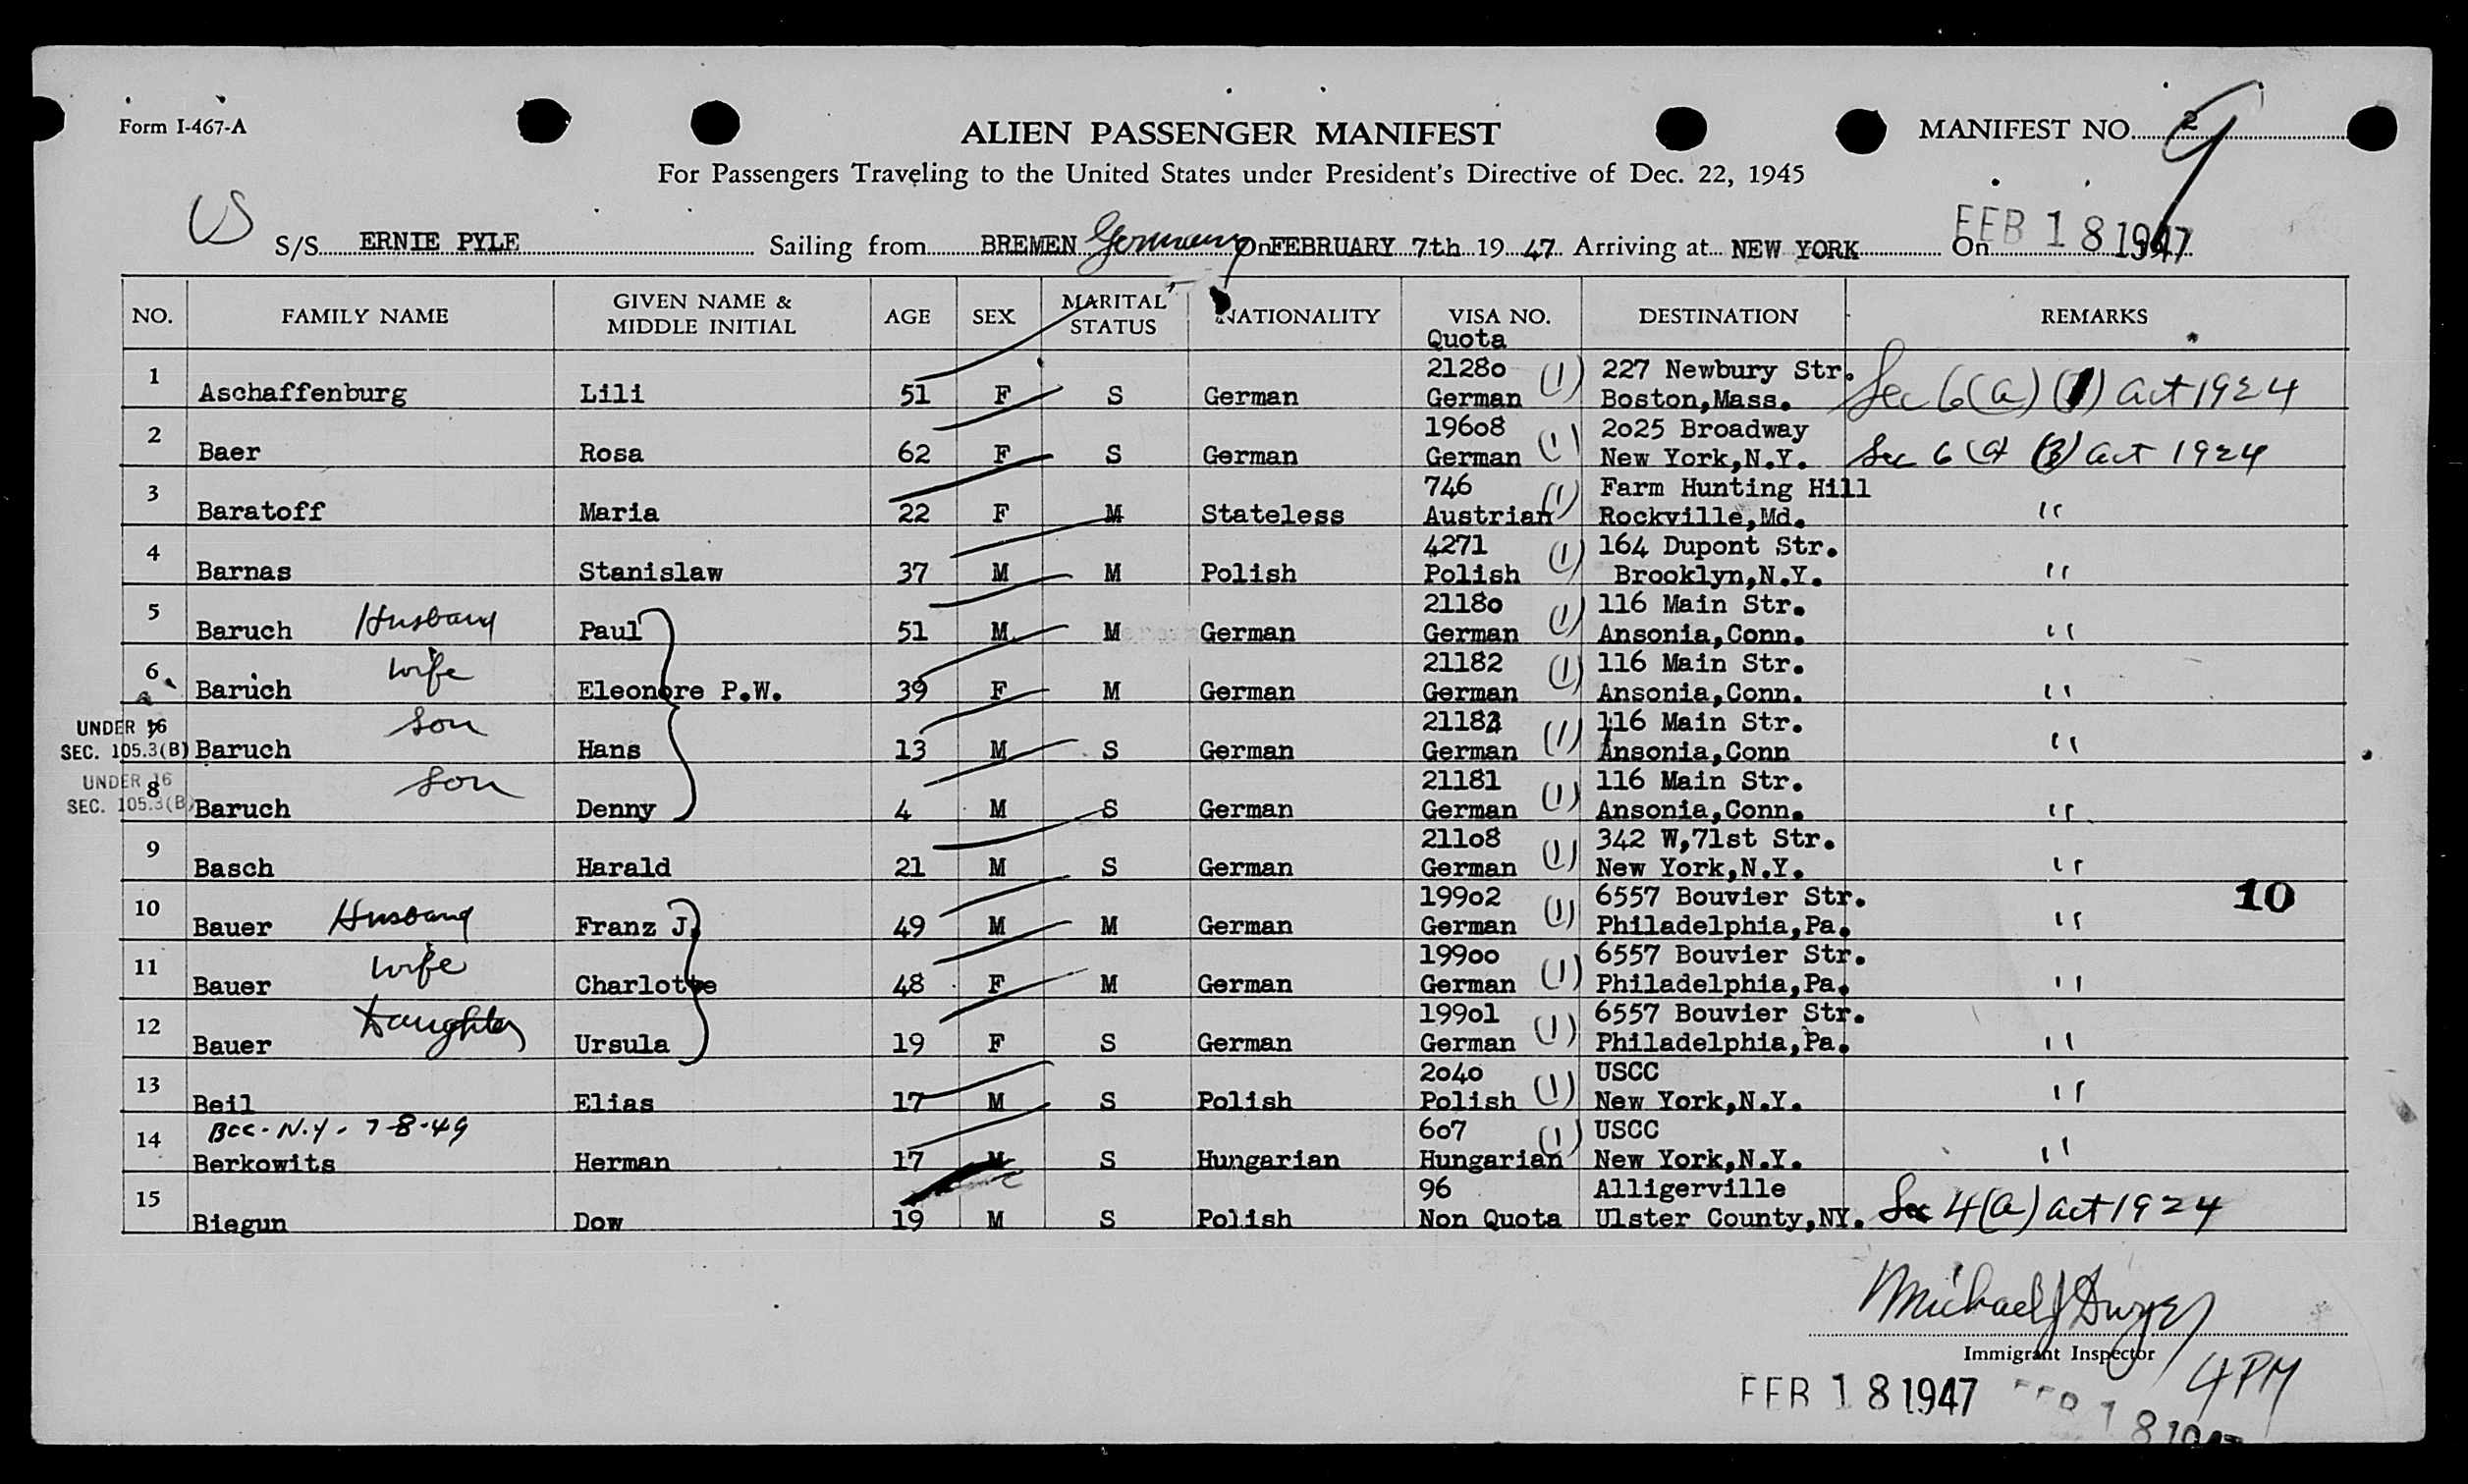 Form I-467-A
ALIEN PASSENGER MANIFEST
MANIFEST NO. 2 9
For Passengers Traveling to the United States under President's Directive of Dec. 22, 1945
US
S/S ERNIE PYLE Sailing from BREMEN Germany On FEBRUARY 7th 19 47 Arriving at NEW YORK On FEB 18 1947
NO. FAMILY NAME GIVEN NAME & MIDDLE INITIAL AGE SEX MARITAL STATUS NATIONALITY VISA NO. DESTINATION REMARKS
Quota
21280 (1) 227 Newbury Str.
1 Aschaffenburg Lili 51 F S German German Boston,Mass. Sec 6(a)(1) act 1924
19608 (1) 2025 Broadway
2 Baer Rosa 62 F S German German New York,N.Y. Sec 6 (a) (3) act 1924
746 (1) Farm Hunting Hill
3 Baratoff Maria 22 F M Stateless Austrian Rockville,Md. "
4271 (1) 164 Dupont Str.
4 Barnas Stanislaw 37 M M Polish Polish Brooklyn,N.Y. "
21180 (1) 116 Main Str.
5 Baruch Husband Paul 51 M M German German Ansonia,Conn. "
21182 (1) 116 Main Str.
6 Baruch wife Eleonore P.W. 39 F M German German Ansonia,Conn. "
UNDER 16 21183 (1) 116 Main Str.
SEC. 105.3(B) Baruch son Hans 13 M S German German Ansonia,Conn "
UNDER 16 21181 (1) 116 Main Str.
SEC. 105.3(B) 8 Baruch son Denny 4 M S German German Ansonia,Conn. "
21108 (1) 342 W,71st Str.
9 Basch Harald 21 M S German German New York,N.Y. "
19902 (1) 6557 Bouvier Str. 10
10 Bauer Husband Franz J. 49 M M German German Philadelphia,Pa. "
19900 (1) 6557 Bouvier Str.
11 Bauer wife Charlotte 48 F M German German Philadelphia,Pa. "
19901 (1) 6557 Bouvier Str.
12 Bauer Daughter Ursula 19 F S German German Philadelphia,Pa. "
2040 (1) USCC
13 Beil Elias 17 M S Polish Polish New York,N.Y. "
BCC-N.Y- 7-8-49 607 (1) USCC
14 Berkowits Herman 17 M S Hungarian Hungarian New York,N.Y. "
96 Alligerville
15 Biegun Dow 19 M S Polish Non Quota Ulster County,NY. Sec 4(a) act 1924
Michael J Dwyer
Immigrant Inspector
4 PM
FEB 18 1947 FEB 18 1947